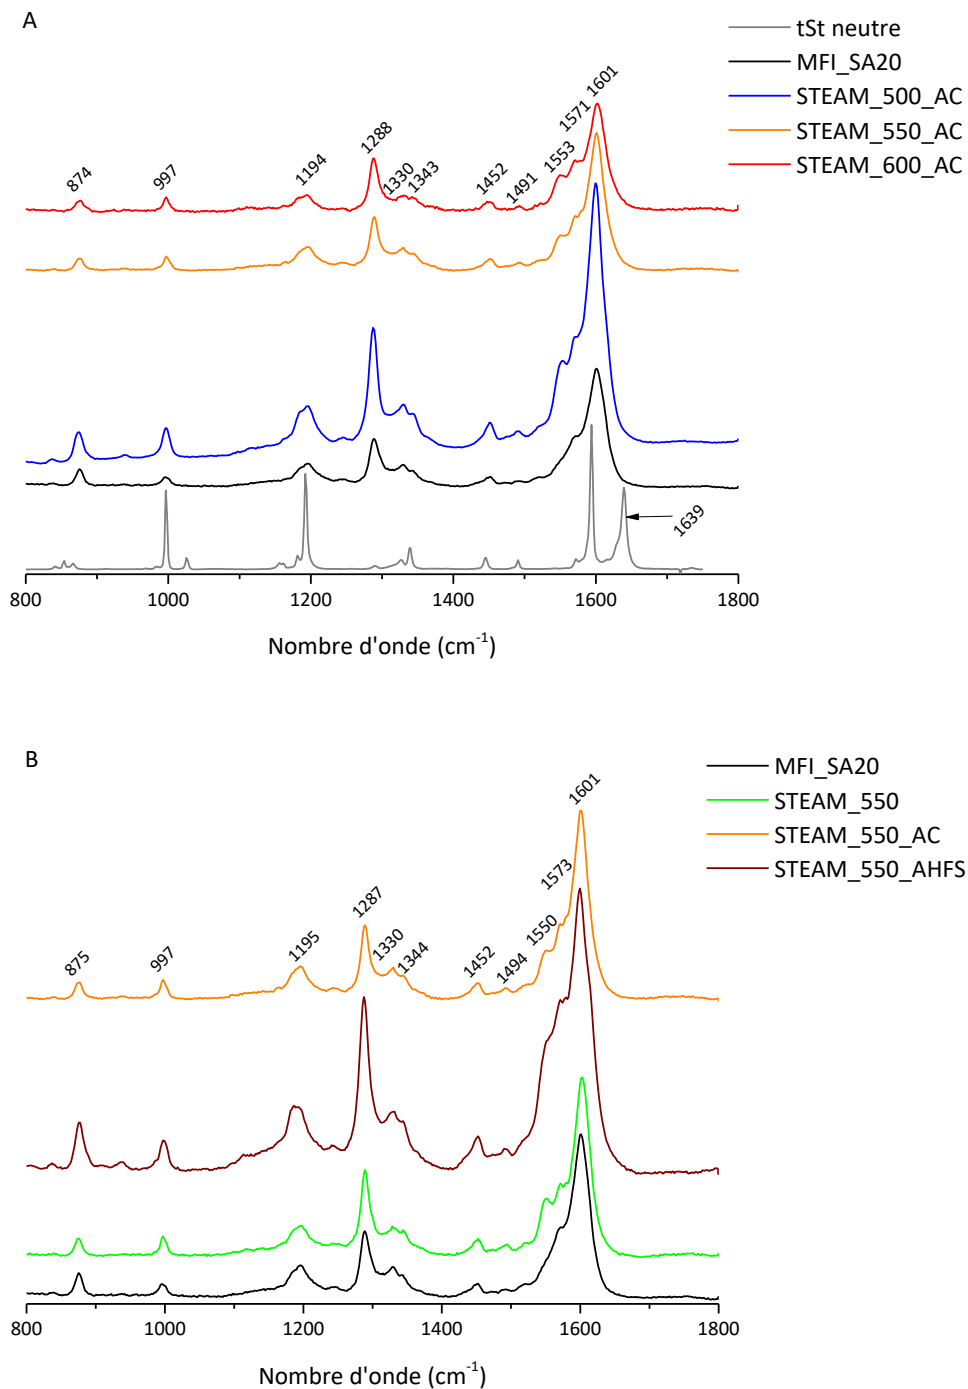 A
tSt neutre
MFI_SA20
STEAM_500_AC
STEAM_550_AC
STEAM_600_AC
874
997
1194
1288
1330
1343
1452
1491
1553
1571
1601
1639
800 1000 1200 1400 1600 1800
Nombre d'onde (cm-1)
B
MFI_SA20
STEAM_550
STEAM_550_AC
STEAM_550_AHFS
875
997
1195
1287
1330
1344
1452
1494
1550
1573
1601
800 1000 1200 1400 1600 1800
Nombre d'onde (cm-1)